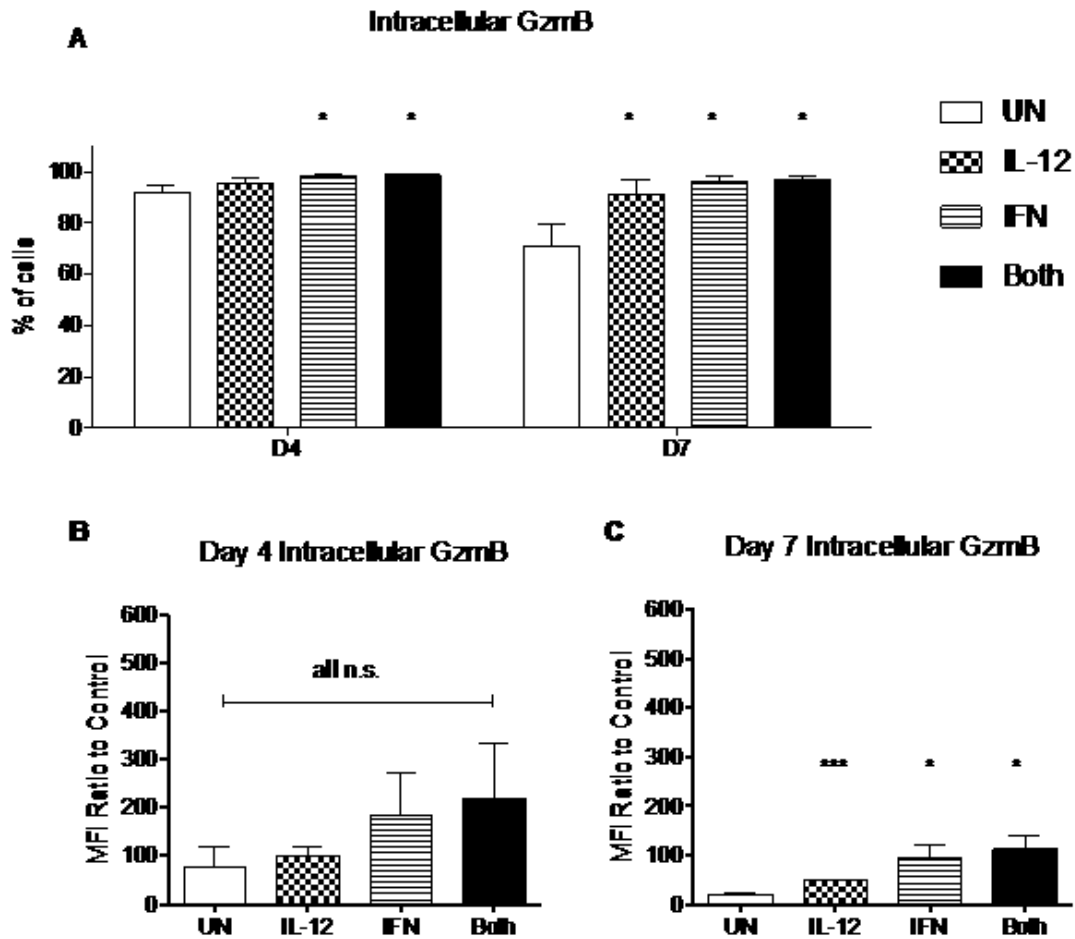 A
Intracellular GzmB
* * * * *
UN
IL-12
IFN
Both
% of cells
100
80
60
40
20
0
D4 D7
B
Day 4 Intracellular GzmB
MFI Ratio to Control
600
500
400
300
200
100
0
all n.s.
UN IL-12 IFN Both
C
Day 7 Intracellular GzmB
MFI Ratio to Control
600
500
400
300
200
100
0
*** * *
UN IL-12 IFN Both